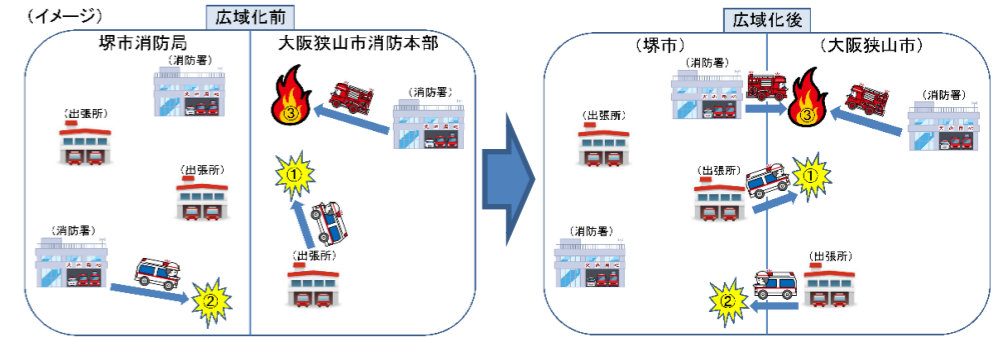 (イメージ)
広域化前
堺市消防局
大阪狭山市消防本部
(消防署)
(出張所)
(消防署)
③
(出張所)
①
(消防署)
②
(出張所)
広域化後
(堺市)
(大阪狭山市)
(消防署)
(出張所)
③
(消防署)
(出張所)
①
(消防署)
②
(出張所)